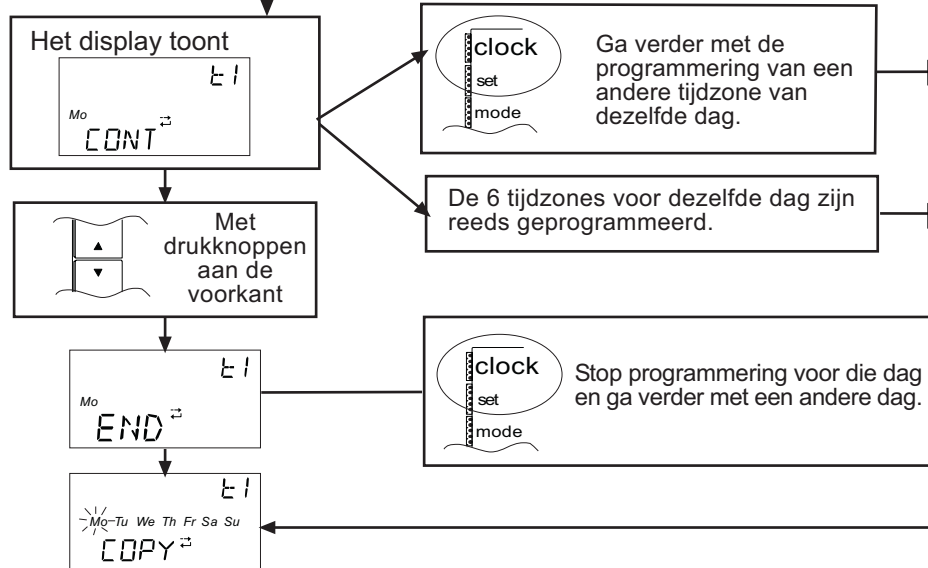 Het display toont
t1
Mo
CONT
clock
set
mode
Ga verder met de
programmering van een
andere tijdzone van
dezelfde dag.
De 6 tijdzones voor dezelfde dag zijn
reeds geprogrammeerd.
Met
drukknoppen
aan de
voorkant
t1
Mo
END
clock
set
mode
Stop programmering voor die dag
en ga verder met een andere dag.
t1
Mo Tu We Th Fr Sa Su
COPY